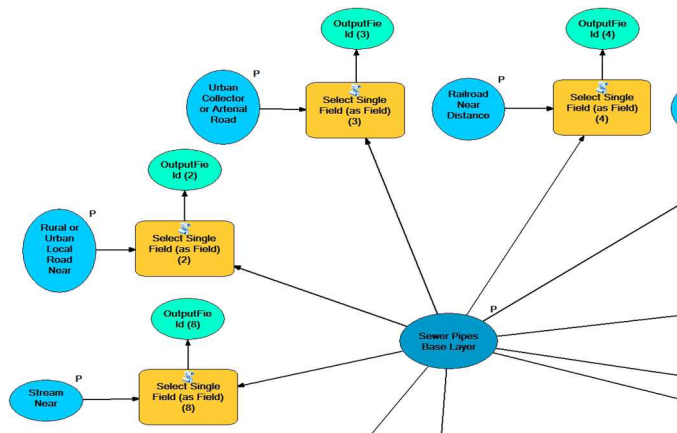 OutputFie
ld (3)
P
Urban
Collector
or Arterial
Road
Select Single
Field (as Field)
(3)
OutputFie
ld (4)
P
Railroad
Near
Distance
Select Single
Field (as Field)
(4)
OutputFie
ld (2)
P
Rural or
Urban
Local
Road
Near
Select Single
Field (as Field)
(2)
OutputFie
ld (8)
P
Stream
Near
Select Single
Field (as Field)
(8)
P
Sewer Pipes
Base Layer